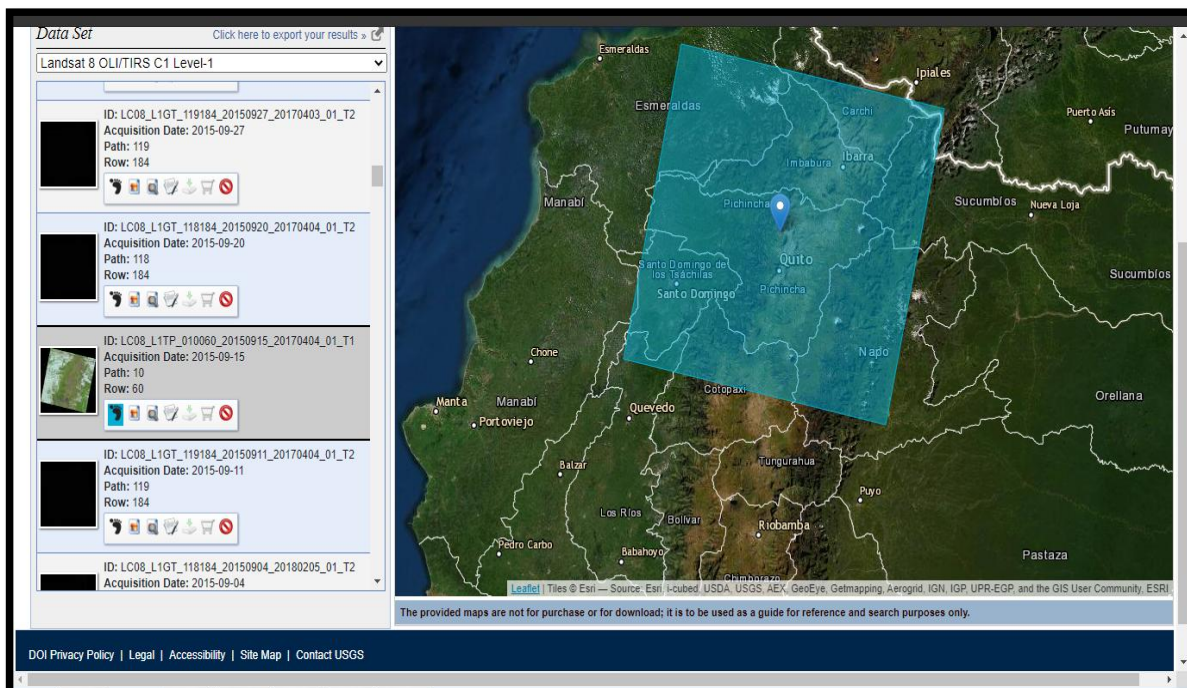 Data Set
Click here to export your results »
Landsat 8 OLI/TIRS C1 Level-1
ID: LC08_L1GT_119184_20150927_20170403_01_T2
Acquisition Date: 2015-09-27
Path: 119
Row: 184
ID: LC08_L1GT_118184_20150920_20170404_01_T2
Acquisition Date: 2015-09-20
Path: 118
Row: 184
ID: LC08_L1TP_010060_20150915_20170404_01_T1
Acquisition Date: 2015-09-15
Path: 10
Row: 60
ID: LC08_L1GT_119184_20150911_20170404_01_T2
Acquisition Date: 2015-09-11
Path: 119
Row: 184
ID: LC08_L1GT_118184_20150904_20180205_01_T2
Acquisition Date: 2015-09-04
Esmeraldas
Ipiales
Esmeraldas
Carchi
Puerto Asís
Putumay
Imbabura
Ibarra
Manabí
Pichincha
Sucumbíos
Nueva Loja
Quito
Santo Domingo de
los Tsáchilas
Sucumbíos
Santo Domingo
Pichincha
Chone
Napo
Cotopaxi
Orellana
Manta
Manabí
Quevedo
Portoviejo
Balzar
Tungurahua
Puyo
Los Ríos
Bolívar
Riobamba
Pedro Carbo
Babahoyo
Pastaza
Chimborazo
Leaflet | Tiles © Esri — Source: Esri, i-cubed, USDA, USGS, AEX, GeoEye, Getmapping, Aerogrid, IGN, IGP, UPR-EGP, and the GIS User Community, ESRI
The provided maps are not for purchase or for download; it is to be used as a guide for reference and search purposes only.
DOI Privacy Policy | Legal | Accessibility | Site Map | Contact USGS